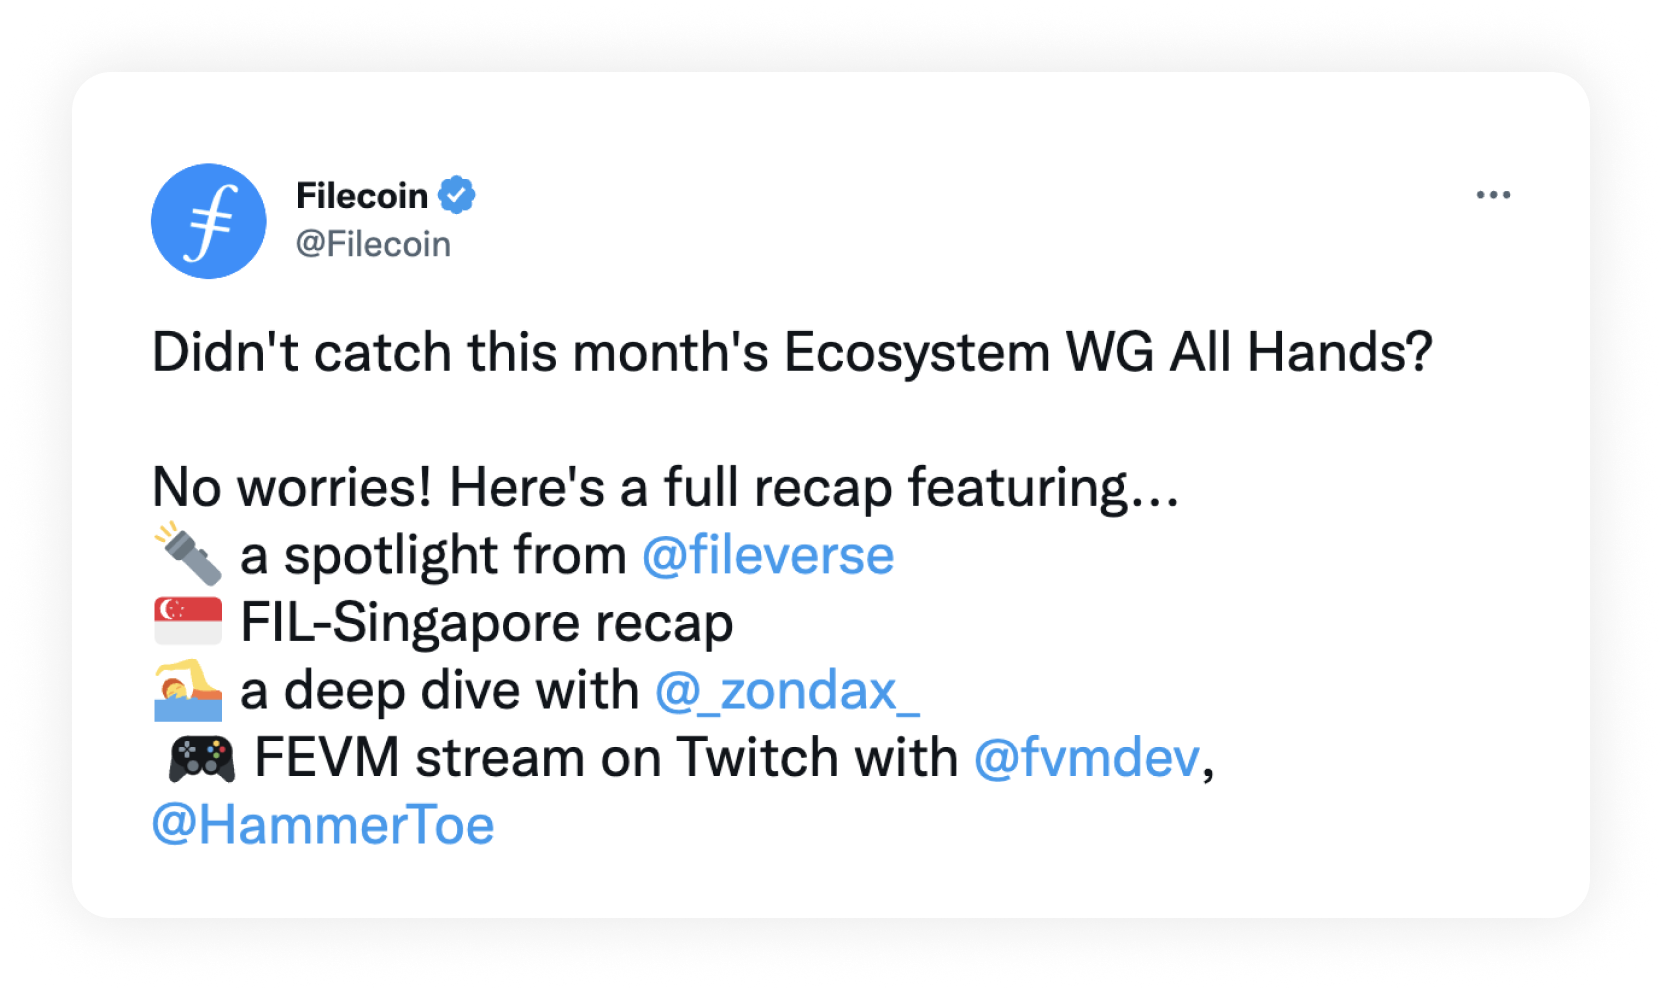 Filecoin
@Filecoin
Didn't catch this month's Ecosystem WG All Hands?
No worries! Here's a full recap featuring...
🔦 a spotlight from @fileverse
🇸🇬 FIL-Singapore recap
🏊 a deep dive with @_zondax_
🎮 FEVM stream on Twitch with @fvmdev,
@HammerToe